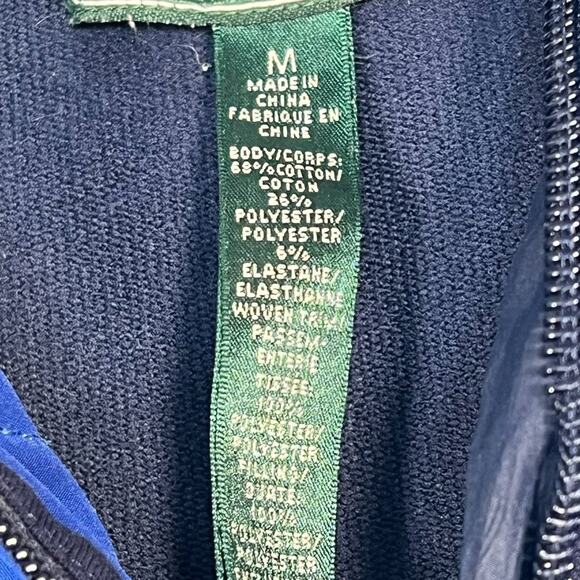 M
MADE IN
CHINA
FABRIQUE EN
CHINE
BODY/CORPS:
68% COTTON/
COTON
26%
POLYESTER/
POLYESTER
6%
ELASTANE/
ELASTHANNE
WOVEN TRIM/
PASSEM
ENTERIE
TISSEE:
100%
POLYESTER/
POLYESTER
FILLING/
100%
POLYESTER/
POLYESTER